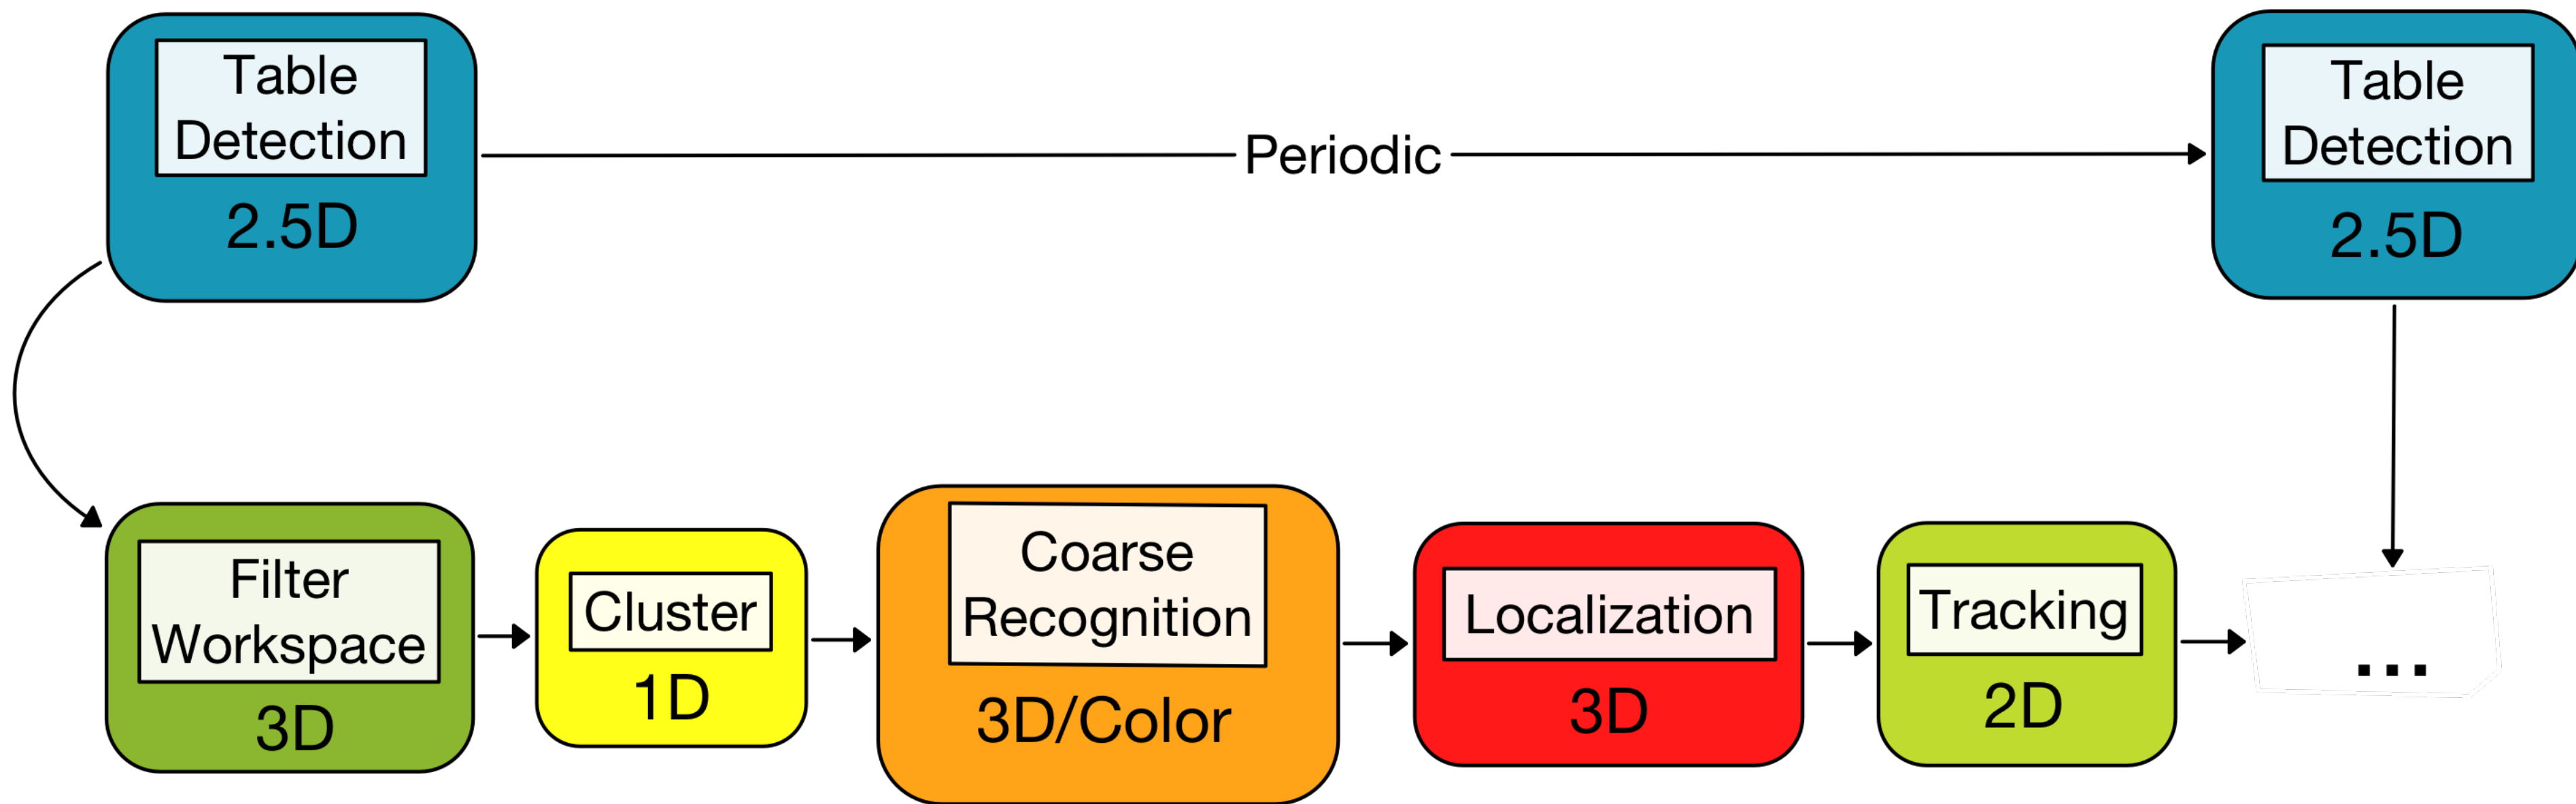 Table
Detection
2.5D
Periodic
Table
Detection
2.5D
Filter
Workspace
3D
Cluster
1D
Coarse
Recognition
3D/Color
Localization
3D
Tracking
2D
...